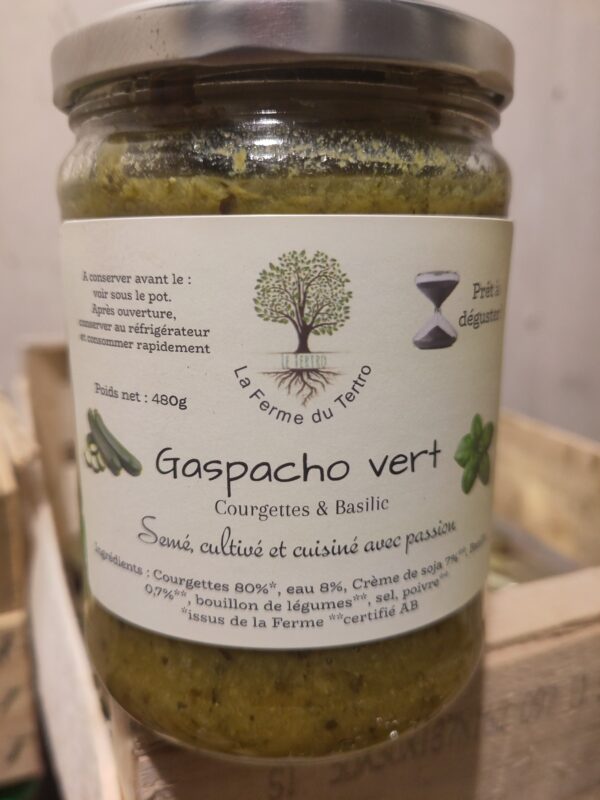 A conserver avant le :
voir sous le pot.
Après ouverture,
conserver au réfrigérateur
et consommer rapidement
Poids net : 480g
LE TERTRO
La Ferme du Tertro
Prêt à
déguster
Gaspacho vert
Courgettes & Basilic
Semé, cultivé et cuisiné avec passion
Ingrédients : Courgettes 80%*, eau 8%, Crème de soja 7%**, Basilic
0,7%**, bouillon de légumes**, sel, poivre**
*issus de la Ferme **certifié AB